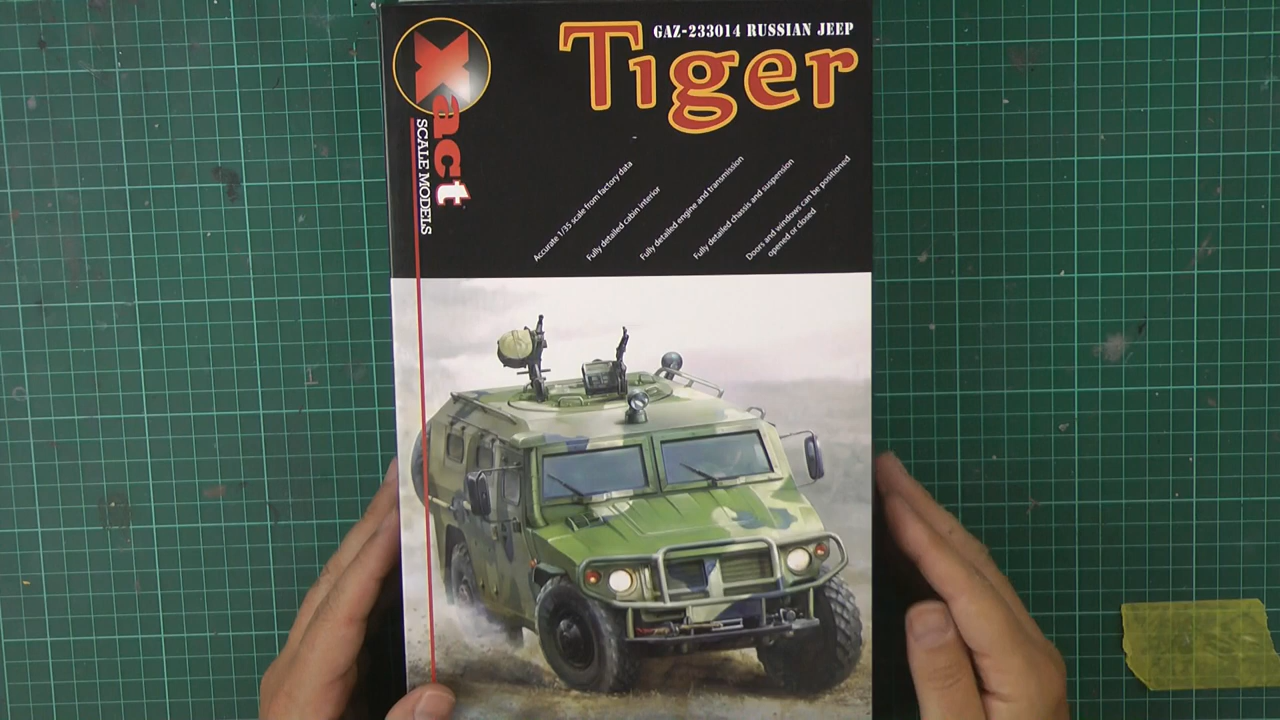 Xact
SCALE MODELS
GAZ-233014 RUSSIAN JEEP
Tiger
Accurate 1/35 scale from factory data
Fully detailed cabin interior
Fully detailed engine and transmission
Fully detailed chassis and suspension
Doors and windows can be positioned
opened or closed